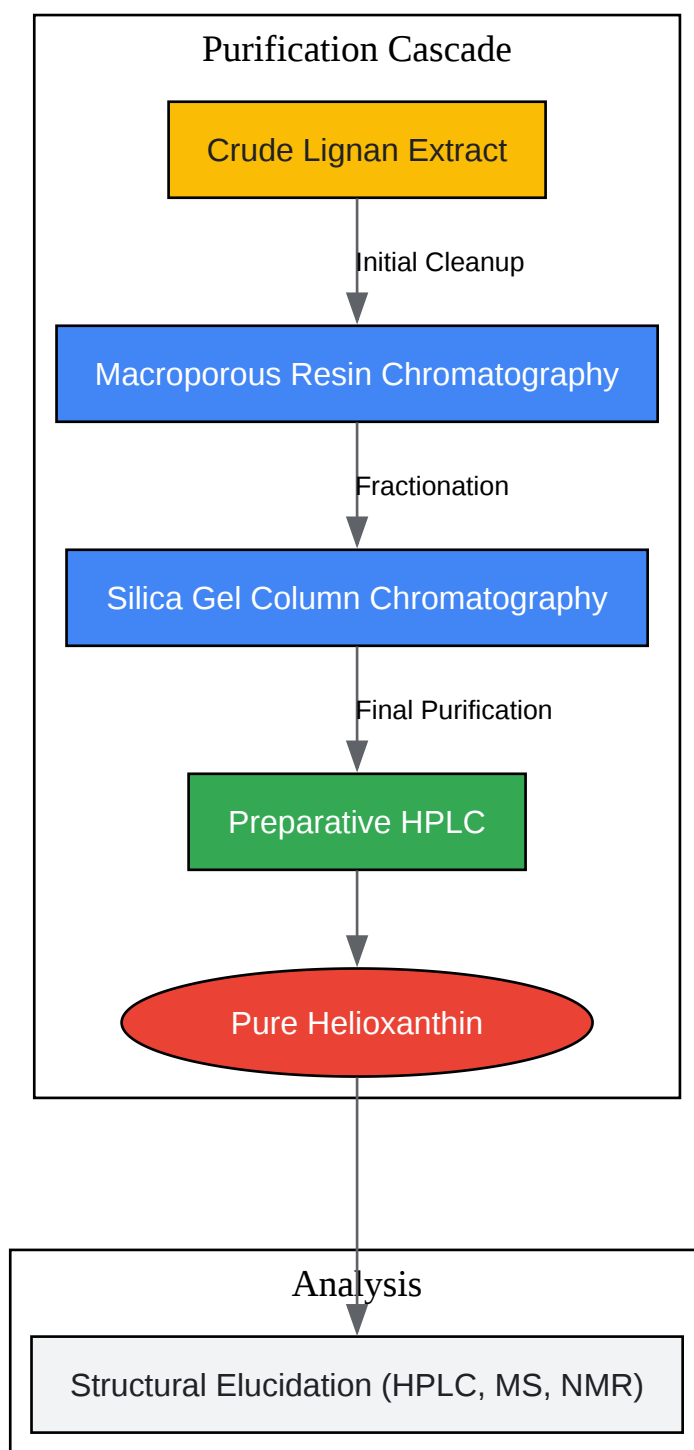 Purification Cascade
Crude Lignan Extract
Initial Cleanup
Macroporous Resin Chromatography
Fractionation
Silica Gel Column Chromatography
Final Purification
Preparative HPLC
Pure Helioxanthin
Analysis
Structural Elucidation (HPLC, MS, NMR)